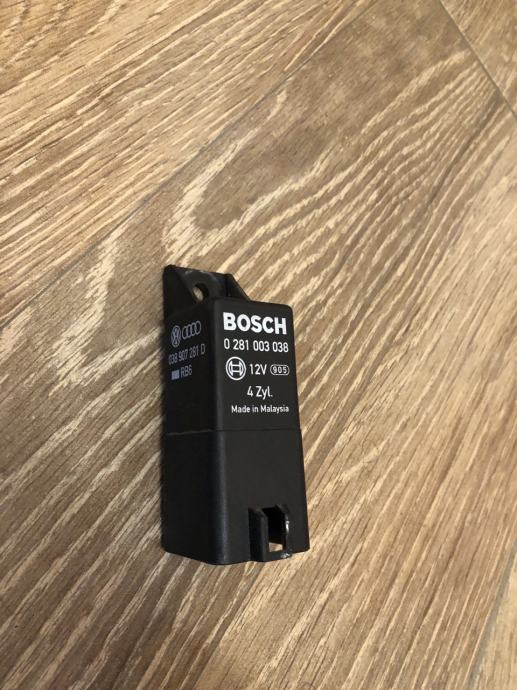 038 907 281 D
RB6
BOSCH
0 281 003 038
12V 905
4 Zyl.
Made in Malaysia